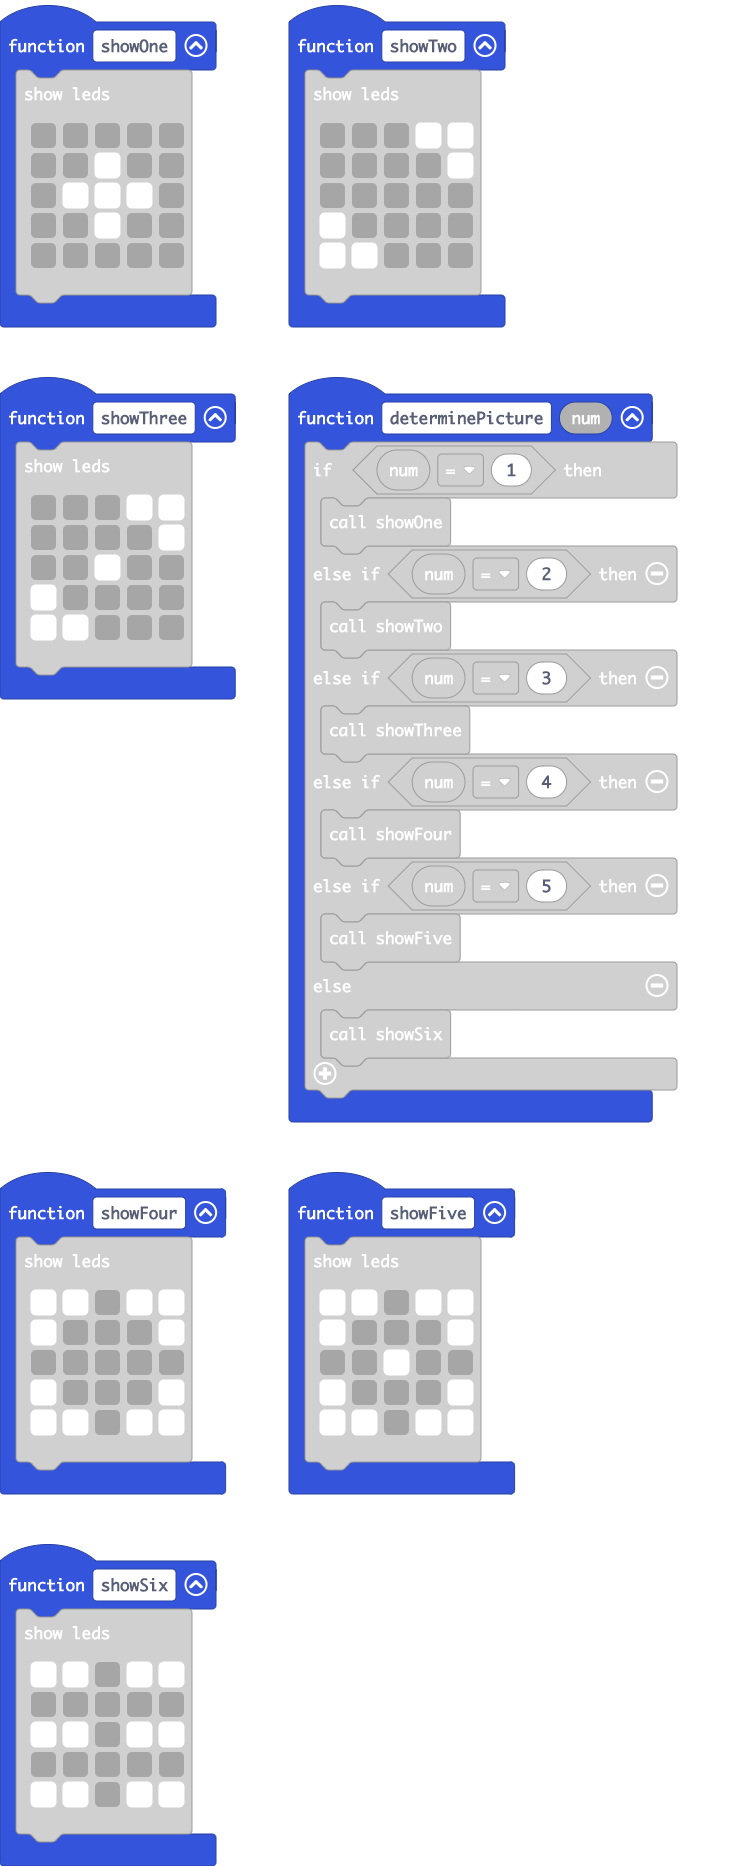 function showOne
show leds
function showTwo
show leds
function showThree
show leds
function determinePicture num
if num = 1 then
call showOne
else if num = 2 then
call showTwo
else if num = 3 then
call showThree
else if num = 4 then
call showFour
else if num = 5 then
call showFive
else
call showSix
function showFour
show leds
function showFive
show leds
function showSix
show leds